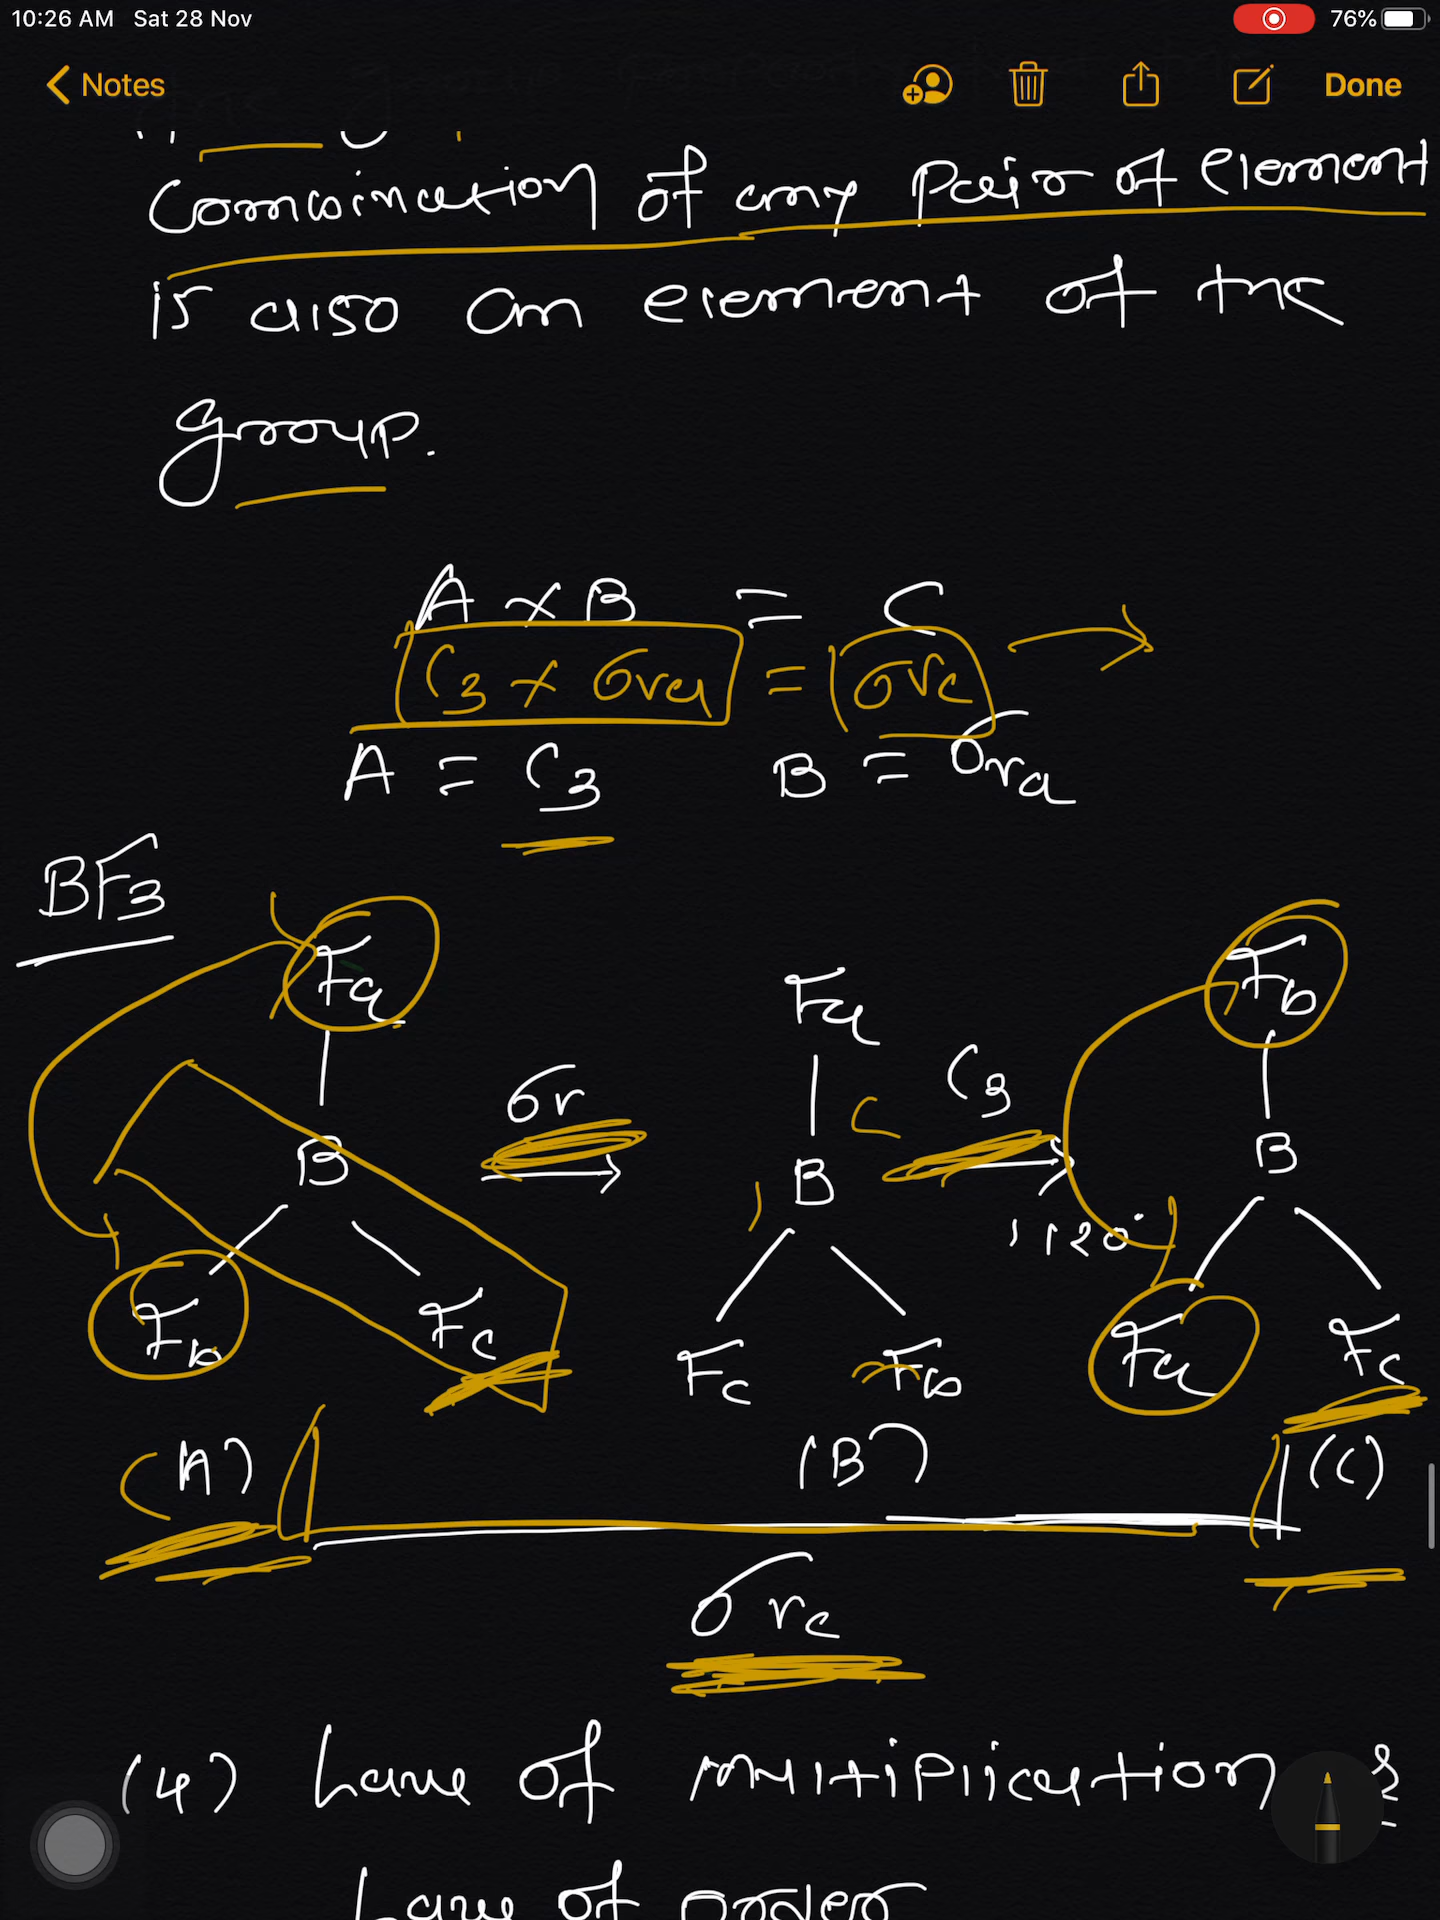 10:26 AM Sat 28 Nov 76%
Notes Done
Combination of any pair of element
is also an element of the
group.
A × B = C
C3 × σva = σvc
A = C3 B = σva
BF3
Fa Fa Fb
σv C3
B B B
120°
Fb Fc Fc Fb Fa Fc
(A) (B) (C)
σvc
(4) Law of multiplication &
Law of order